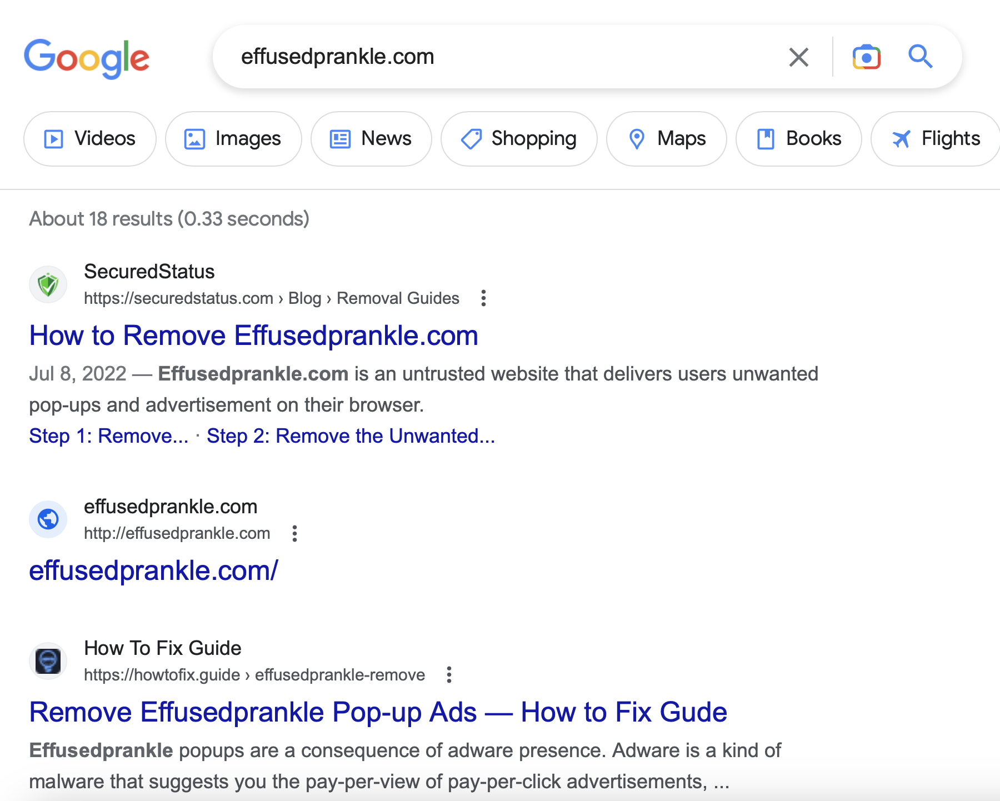 Google
effusedprankle.com
Videos
Images
News
Shopping
Maps
Books
Flights
About 18 results (0.33 seconds)
SecuredStatus
https://securedstatus.com › Blog › Removal Guides
How to Remove Effusedprankle.com
Jul 8, 2022 — Effusedprankle.com is an untrusted website that delivers users unwanted
pop-ups and advertisement on their browser.
Step 1: Remove... · Step 2: Remove the Unwanted...
effusedprankle.com
http://effusedprankle.com
effusedprankle.com/
How To Fix Guide
https://howtofix.guide › effusedprankle-remove
Remove Effusedprankle Pop-up Ads — How to Fix Gude
Effusedprankle popups are a consequence of adware presence. Adware is a kind of
malware that suggests you the pay-per-view of pay-per-click advertisements, ...